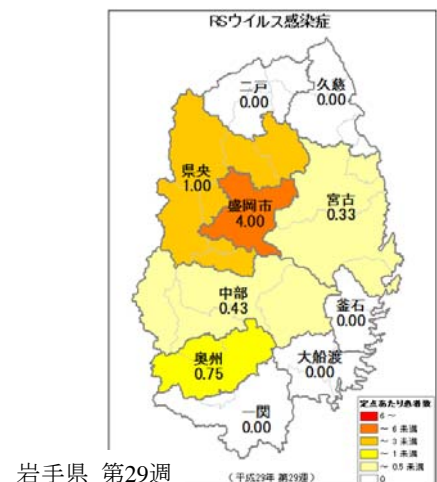 RSウイルス感染症
二戸
0.00
久慈
0.00
県央
1.00
盛岡市
4.00
宮古
0.33
中部
0.43
釜石
0.00
奥州
0.75
大船渡
0.00
一関
0.00
定点あたり患者数
6 ～
～ 6 未満
～ 3 未満
～ 1 未満
～ 0.5 未満
0
岩手県 第29週
(平成29年 第29週)